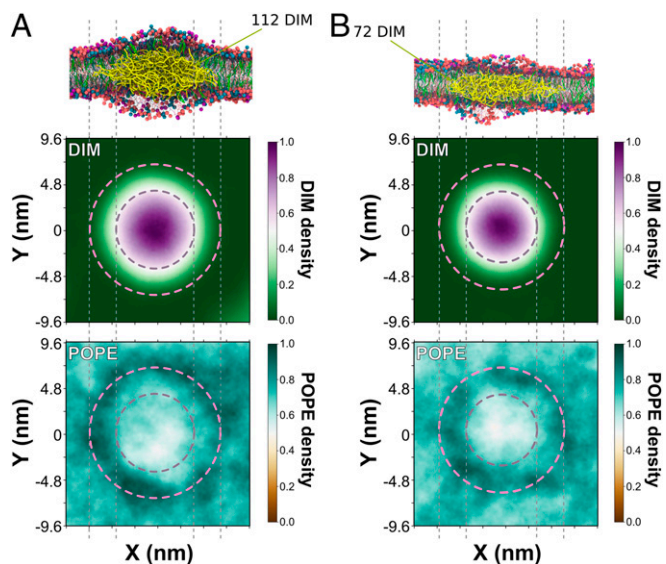 A
112 DIM
B
72 DIM
DIM
9.6
4.8
0
-4.8
-9.6
Y (nm)
1.0
0.8
0.6
0.4
0.2
0.0
DIM density
DIM
9.6
4.8
0
-4.8
-9.6
Y (nm)
1.0
0.8
0.6
0.4
0.2
0.0
DIM density
POPE
9.6
4.8
0
-4.8
-9.6
Y (nm)
X (nm)
1.0
0.8
0.6
0.4
0.2
0.0
POPE density
POPE
9.6
4.8
0
-4.8
-9.6
Y (nm)
X (nm)
1.0
0.8
0.6
0.4
0.2
0.0
POPE density